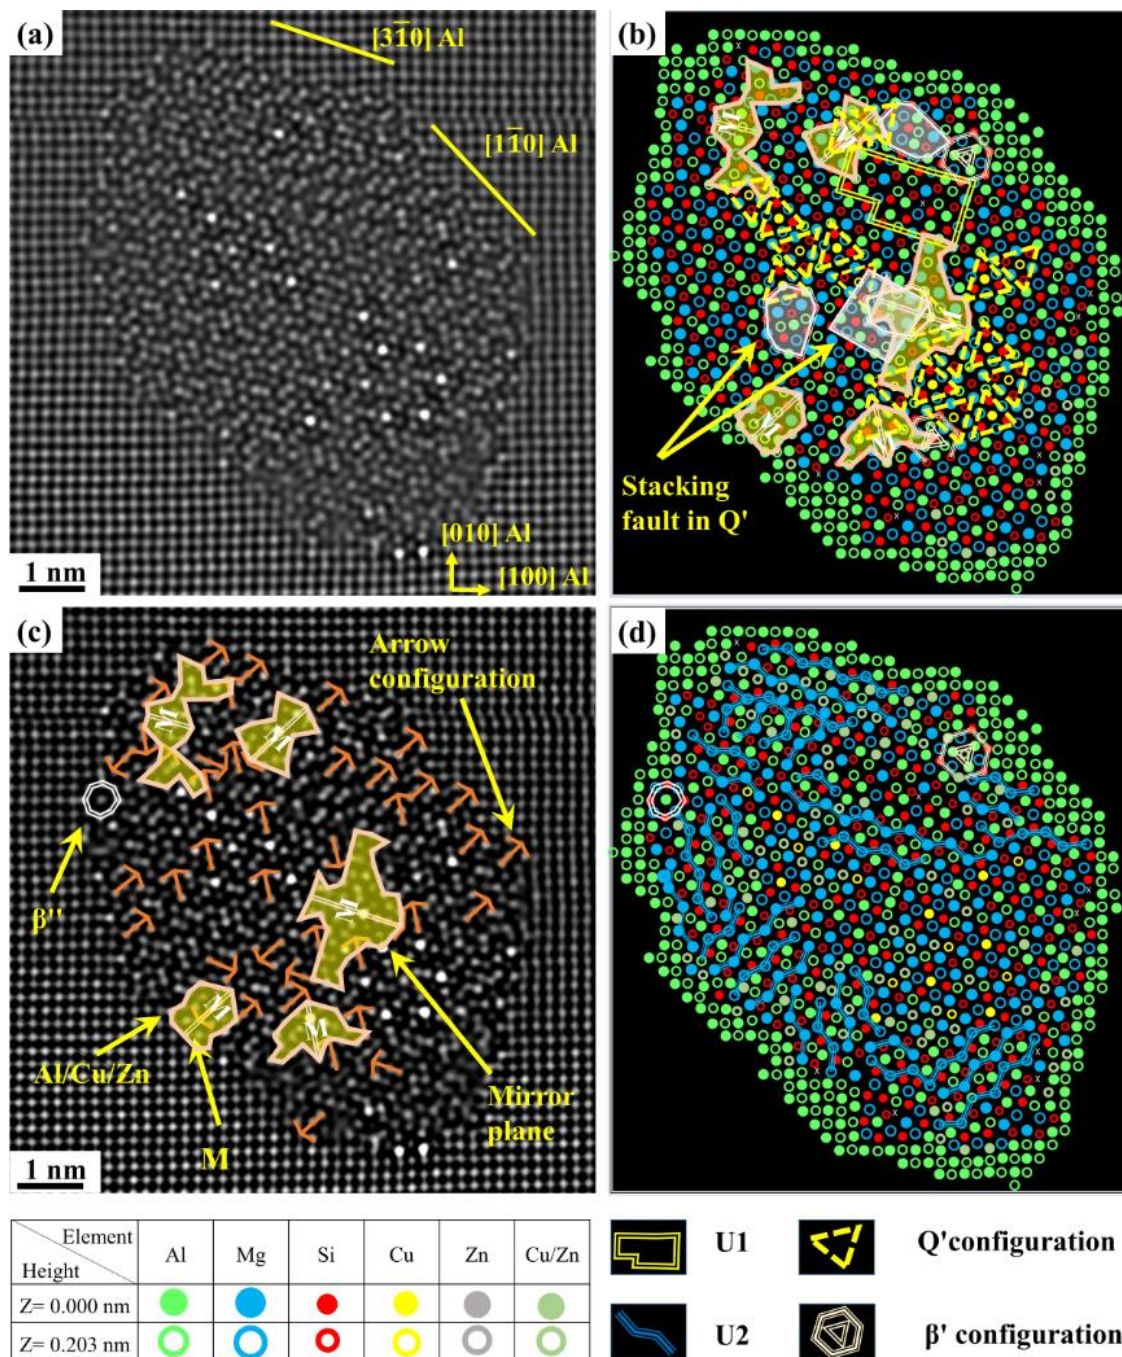 (a)
[31̅0] Al
[11̅0] Al
[010] Al
[100] Al
1 nm
(b)
M
M
M
M
M
x
x
x
x
x
x
Stacking
fault in Q'
(c)
Arrow
configuration
M
M
M
M
M
β''
Al/Cu/Zn
M
Mirror
plane
1 nm
(d)
x
x
x
x
x
x
x
Element
Height
Al Mg Si Cu Zn Cu/Zn
Z= 0.000 nm
Z= 0.203 nm
U1
Q'configuration
U2
β' configuration